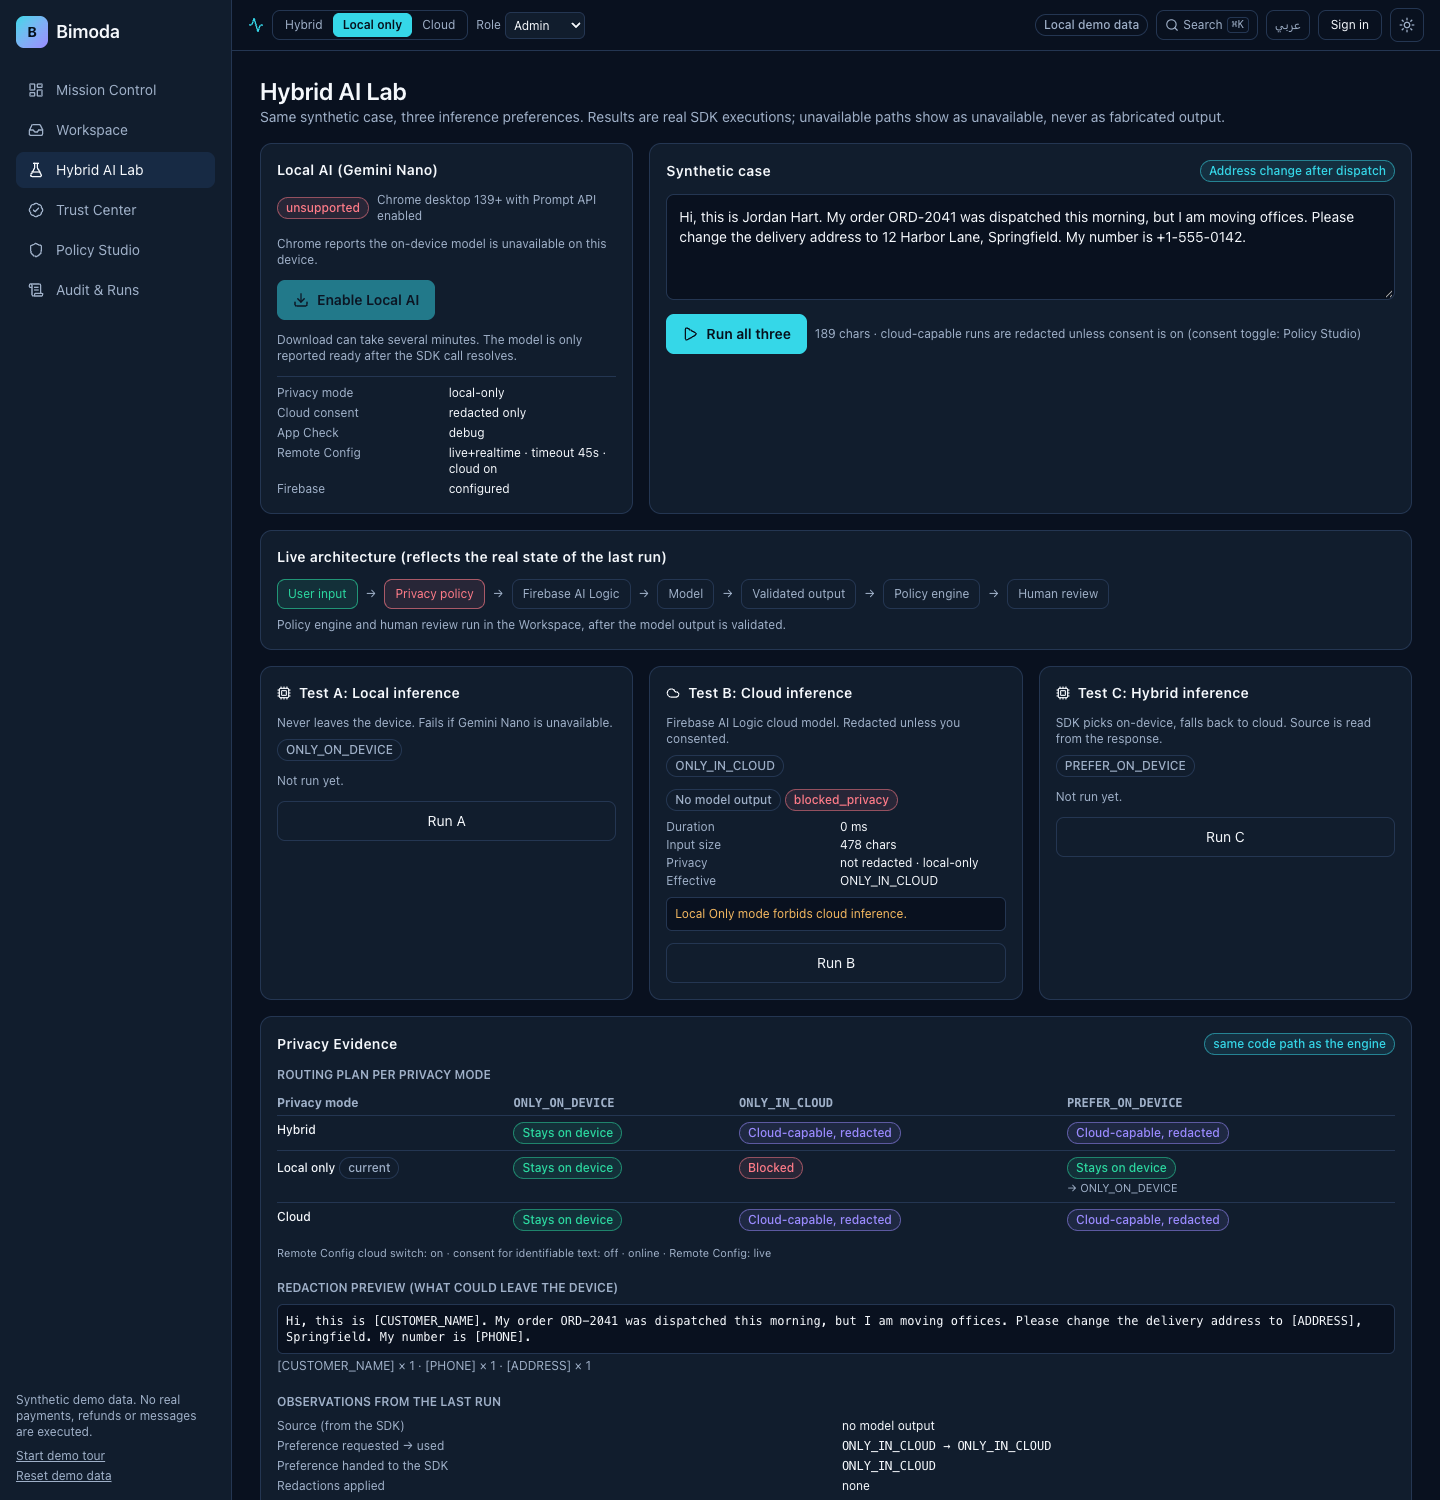 B Bimoda
Mission Control
Workspace
Hybrid AI Lab
Trust Center
Policy Studio
Audit & Runs
Synthetic demo data. No real
payments, refunds or messages
are executed.
Start demo tour
Reset demo data
Hybrid Local only Cloud Role Admin Local demo data Search ⌘K عربي Sign in
Hybrid AI Lab
Same synthetic case, three inference preferences. Results are real SDK executions; unavailable paths show as unavailable, never as fabricated output.
Local AI (Gemini Nano)
unsupported Chrome desktop 139+ with Prompt API
enabled
Chrome reports the on-device model is unavailable on this
device.
Enable Local AI
Download can take several minutes. The model is only
reported ready after the SDK call resolves.
Privacy mode local-only
Cloud consent redacted only
App Check debug
Remote Config live+realtime · timeout 45s ·
cloud on
Firebase configured
Synthetic case Address change after dispatch
Hi, this is Jordan Hart. My order ORD-2041 was dispatched this morning, but I am moving offices. Please
change the delivery address to 12 Harbor Lane, Springfield. My number is +1-555-0142.
Run all three 189 chars · cloud-capable runs are redacted unless consent is on (consent toggle: Policy Studio)
Live architecture (reflects the real state of the last run)
User input → Privacy policy → Firebase AI Logic → Model → Validated output → Policy engine → Human review
Policy engine and human review run in the Workspace, after the model output is validated.
Test A: Local inference
Never leaves the device. Fails if Gemini Nano is unavailable.
ONLY_ON_DEVICE
Not run yet.
Run A
Test B: Cloud inference
Firebase AI Logic cloud model. Redacted unless you
consented.
ONLY_IN_CLOUD
No model output blocked_privacy
Duration 0 ms
Input size 478 chars
Privacy not redacted · local-only
Effective ONLY_IN_CLOUD
Local Only mode forbids cloud inference.
Run B
Test C: Hybrid inference
SDK picks on-device, falls back to cloud. Source is read
from the response.
PREFER_ON_DEVICE
Not run yet.
Run C
Privacy Evidence same code path as the engine
ROUTING PLAN PER PRIVACY MODE
Privacy mode ONLY_ON_DEVICE ONLY_IN_CLOUD PREFER_ON_DEVICE
Hybrid Stays on device Cloud-capable, redacted Cloud-capable, redacted
Local only current Stays on device Blocked Stays on device
→ ONLY_ON_DEVICE
Cloud Stays on device Cloud-capable, redacted Cloud-capable, redacted
Remote Config cloud switch: on · consent for identifiable text: off · online · Remote Config: live
REDACTION PREVIEW (WHAT COULD LEAVE THE DEVICE)
Hi, this is [CUSTOMER_NAME]. My order ORD-2041 was dispatched this morning, but I am moving offices. Please change the delivery address to [ADDRESS],
Springfield. My number is [PHONE].
[CUSTOMER_NAME] × 1 · [PHONE] × 1 · [ADDRESS] × 1
OBSERVATIONS FROM THE LAST RUN
Source (from the SDK) no model output
Preference requested → used ONLY_IN_CLOUD → ONLY_IN_CLOUD
Preference handed to the SDK ONLY_IN_CLOUD
Redactions applied none